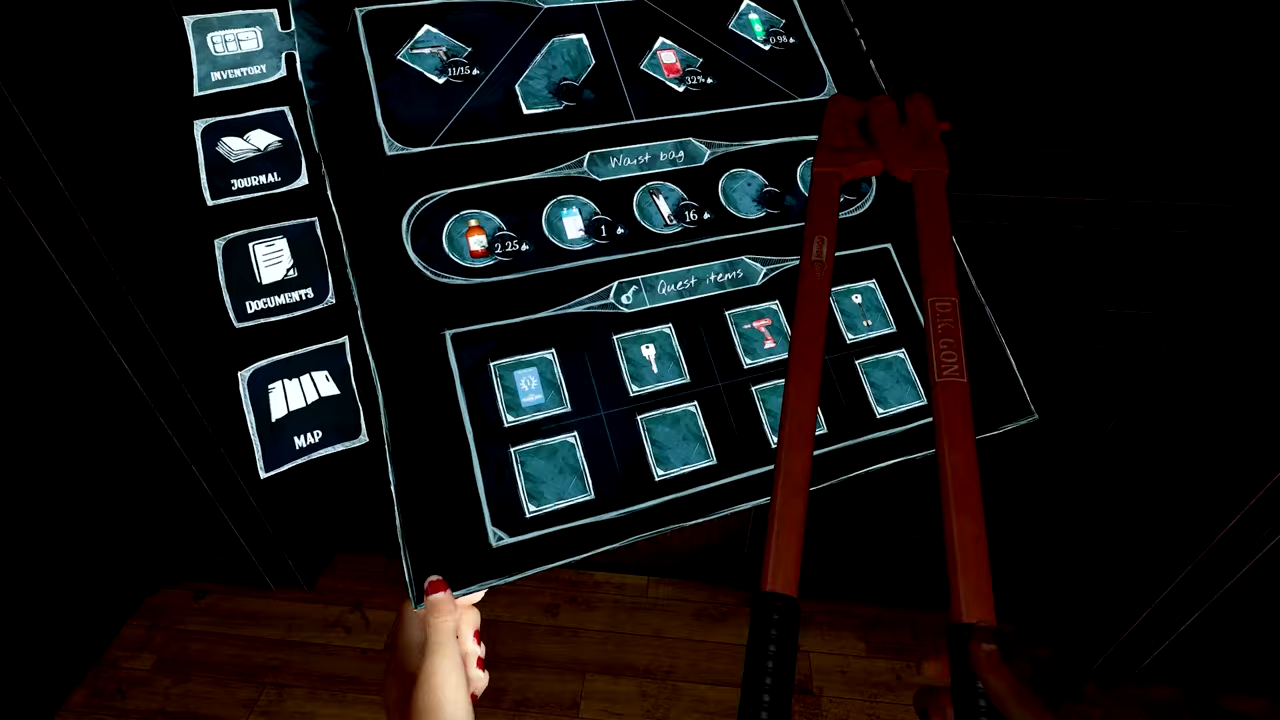 INVENTORY
11/15
32%
0.98
JOURNAL
Waist bag
2.25
1
16
DOCUMENTS
Quest items
D.K. GON
MAP